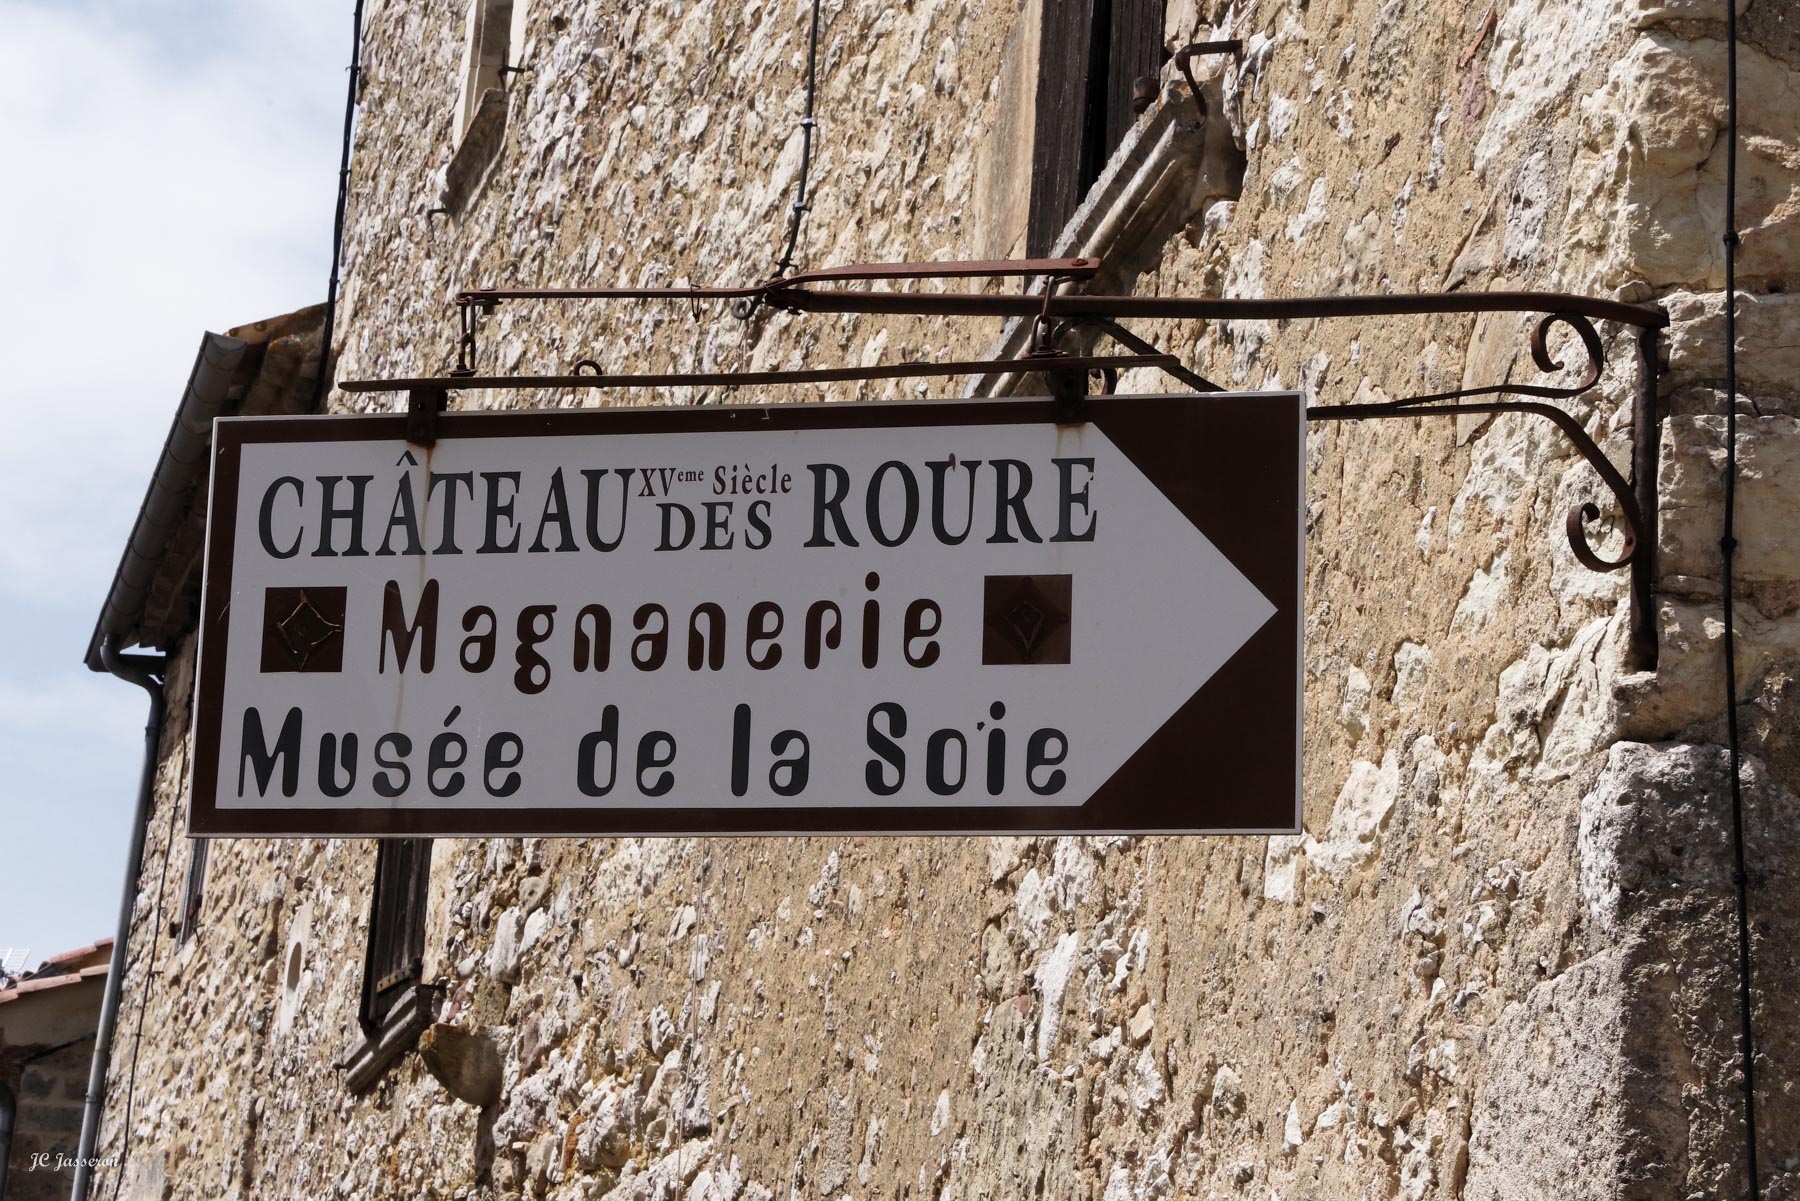 CHÂTEAU XVeme Siècle DES ROURE
Magnanerie
Musée de la Soie
JC Jasseron